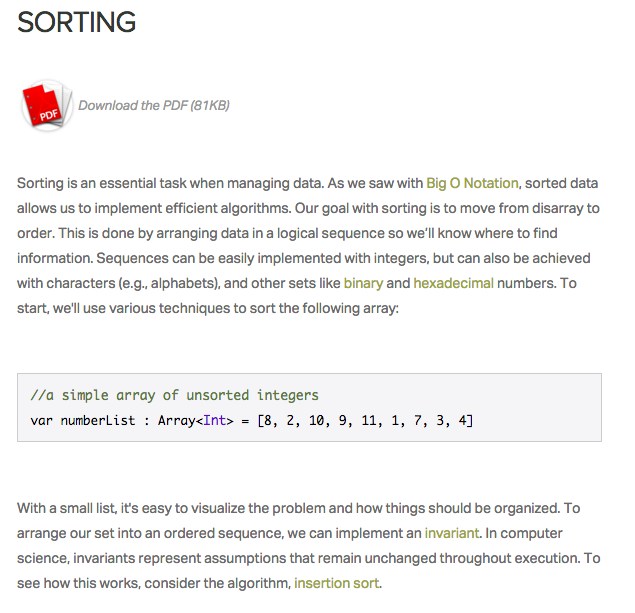 SORTING
PDF
Download the PDF (81KB)
Sorting is an essential task when managing data. As we saw with Big O Notation, sorted data
allows us to implement efficient algorithms. Our goal with sorting is to move from disarray to
order. This is done by arranging data in a logical sequence so we'll know where to find
information. Sequences can be easily implemented with integers, but can also be achieved
with characters (e.g., alphabets), and other sets like binary and hexadecimal numbers. To
start, we'll use various techniques to sort the following array:
//a simple array of unsorted integers
var numberList : Array<Int> = [8, 2, 10, 9, 11, 1, 7, 3, 4]
With a small list, it's easy to visualize the problem and how things should be organized. To
arrange our set into an ordered sequence, we can implement an invariant. In computer
science, invariants represent assumptions that remain unchanged throughout execution. To
see how this works, consider the algorithm, insertion sort.